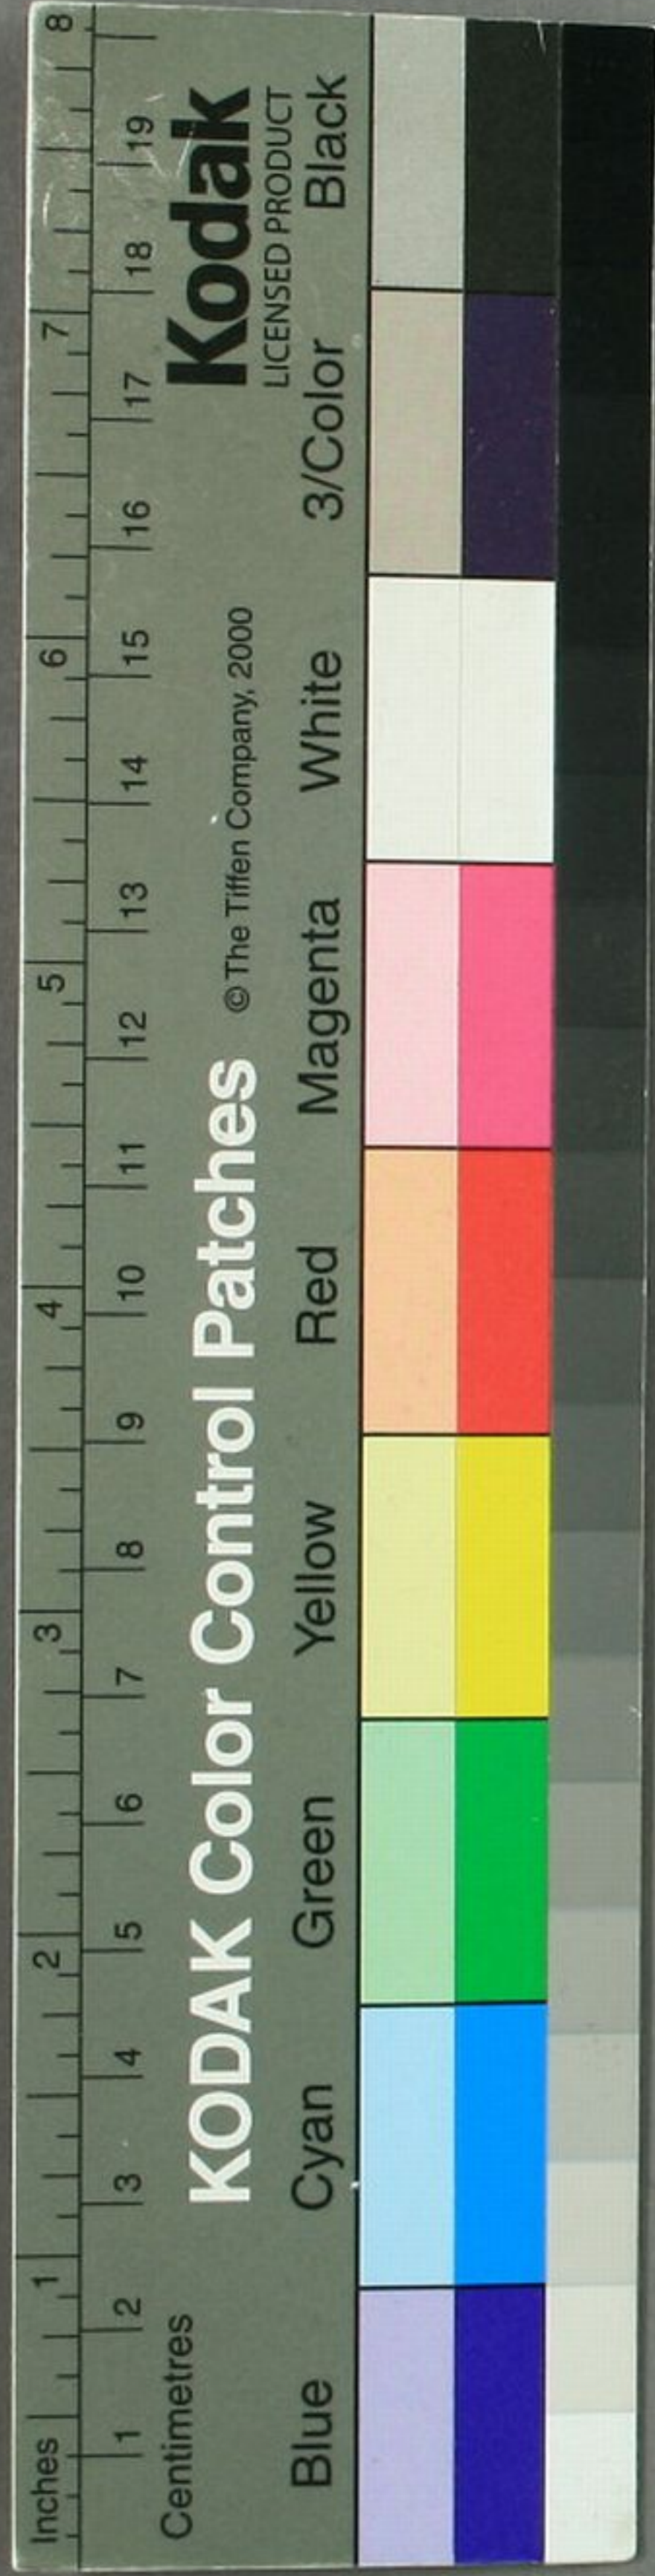 Inches 1 2 3 4 5 6 7 8
1 2 3 4 5 6 7 8 9 10 11 12 13 14 15 16 17 18 19
Centimetres
KODAK Color Control Patches © The Tiffen Company, 2000 Kodak
LICENSED PRODUCT
Blue Cyan Green Yellow Red Magenta White 3/Color Black